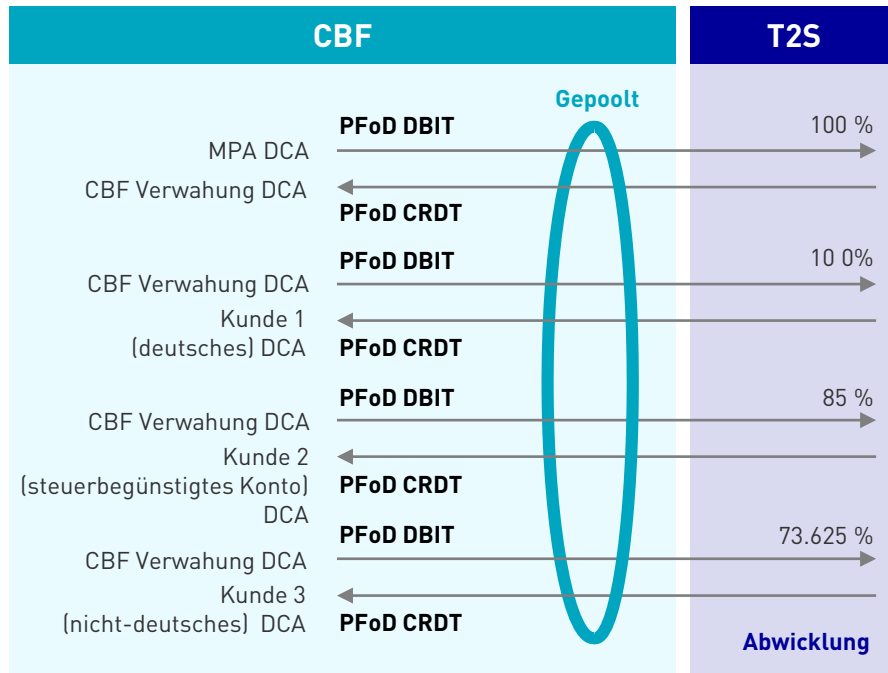 CBF
T2S
Gepoolt
PFoD DBIT
100 %
MPA DCA
CBF Verwahung DCA
PFoD CRDT
PFoD DBIT
10 0%
CBF Verwahung DCA
Kunde 1
(deutsches) DCA
PFoD CRDT
PFoD DBIT
85 %
CBF Verwahung DCA
Kunde 2
(steuerbegünstigtes Konto)
PFoD CRDT
DCA
PFoD DBIT
73.625 %
CBF Verwahung DCA
Kunde 3
(nicht-deutsches) DCA
PFoD CRDT
Abwicklung